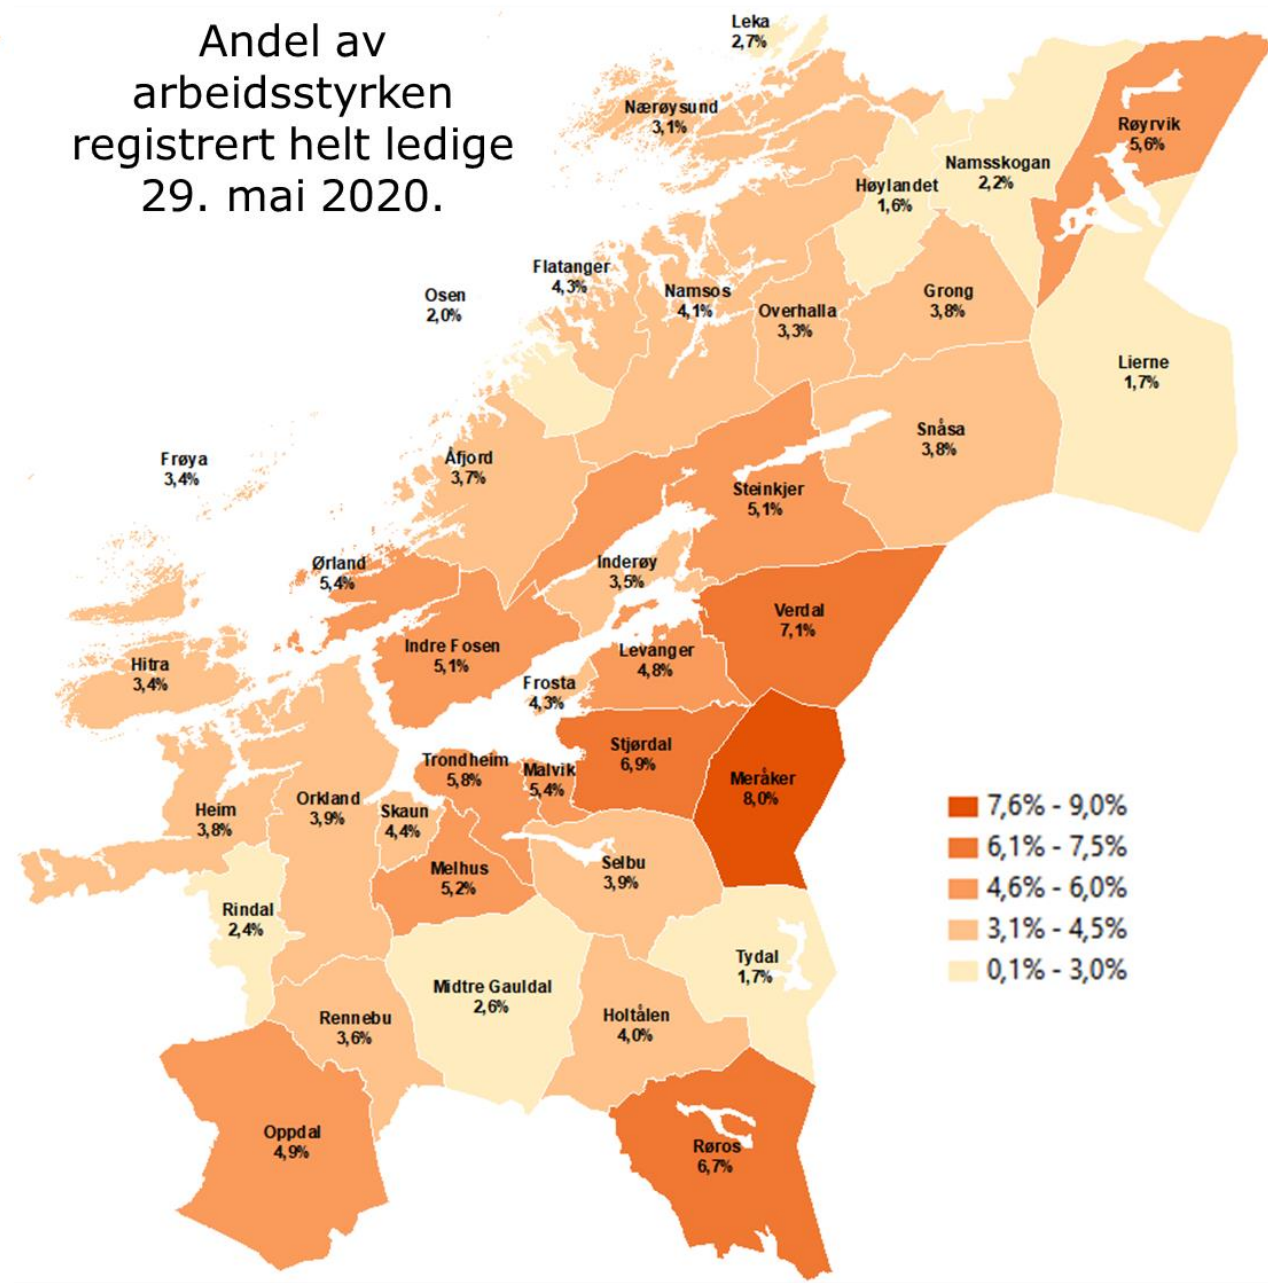 Andel av
arbeidsstyrken
registrert helt ledige
29. mai 2020.
Leka
2,7%
Nærøysund
3,1%
Røyrvik
5,6%
Namsskogan
2,2%
Høylandet
1,6%
Flatanger
4,3%
Osen
2,0%
Namsos
4,1%
Overhalla
3,3%
Grong
3,8%
Lierne
1,7%
Snåsa
3,8%
Frøya
3,4%
Åfjord
3,7%
Steinkjer
5,1%
Ørland
5,4%
Inderøy
3,5%
Verdal
7,1%
Indre Fosen
5,1%
Levanger
4,8%
Hitra
3,4%
Frosta
4,3%
Stjørdal
6,9%
Trondheim
5,8%
Malvik
5,4%
Meråker
8,0%
Heim
3,8%
Orkland
3,9%
Skaun
4,4%
Melhus
5,2%
Selbu
3,9%
Rindal
2,4%
Tydal
1,7%
Midtre Gauldal
2,6%
Rennebu
3,6%
Holtålen
4,0%
Oppdal
4,9%
Røros
6,7%
7,6% - 9,0%
6,1% - 7,5%
4,6% - 6,0%
3,1% - 4,5%
0,1% - 3,0%